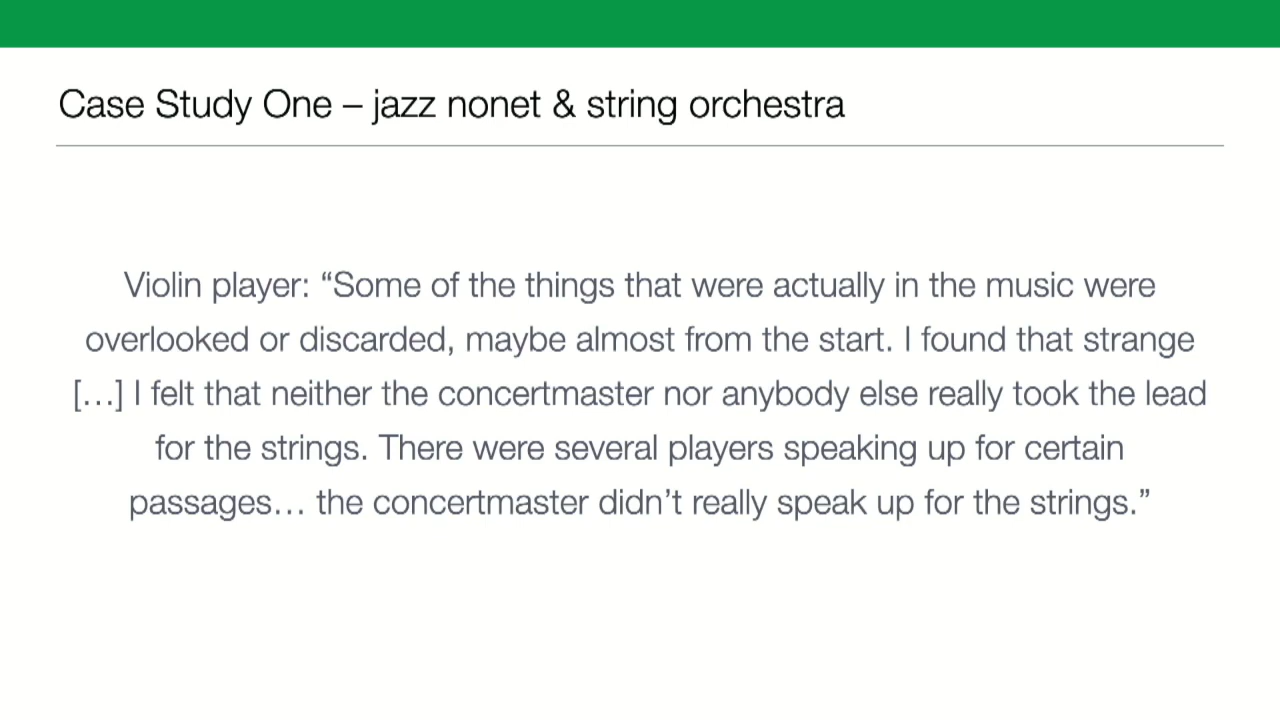 Case Study One – jazz nonet & string orchestra
Violin player: “Some of the things that were actually in the music were
overlooked or discarded, maybe almost from the start. I found that strange
[…] I felt that neither the concertmaster nor anybody else really took the lead
for the strings. There were several players speaking up for certain
passages… the concertmaster didn’t really speak up for the strings.”